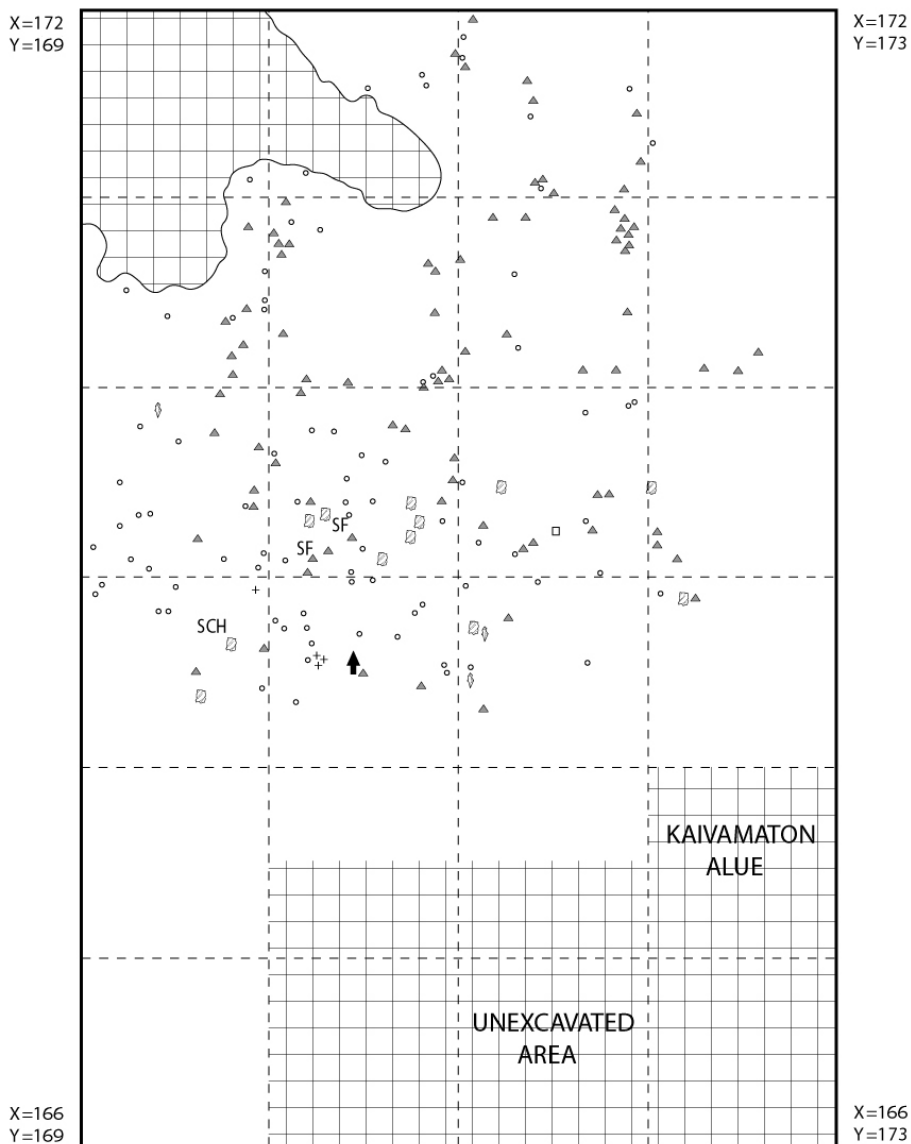 X=172
Y=169
X=172
Y=173
SF
SF
SCH
KAIVAMATON
ALUE
UNEXCAVATED
AREA
X=166
Y=169
X=166
Y=173